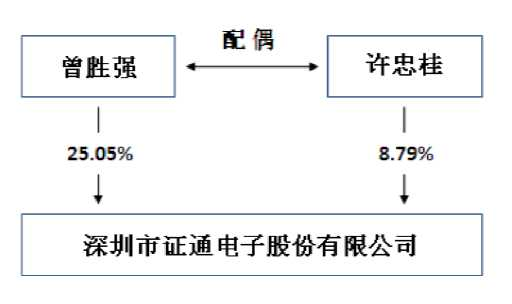 配偶
曾胜强
许忠桂
25.05%
8.79%
深圳市证通电子股份有限公司